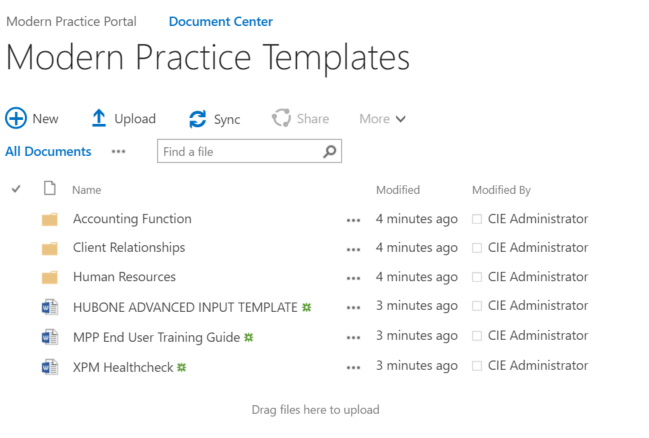 Modern Practice Portal Document Center
Modern Practice Templates
New Upload Sync Share More
All Documents ••• Find a file
Name Modified Modified By
Accounting Function ••• 4 minutes ago CIE Administrator
Client Relationships ••• 4 minutes ago CIE Administrator
Human Resources ••• 4 minutes ago CIE Administrator
HUBONE ADVANCED INPUT TEMPLATE ••• 3 minutes ago CIE Administrator
MPP End User Training Guide ••• 3 minutes ago CIE Administrator
XPM Healthcheck ••• 3 minutes ago CIE Administrator
Drag files here to upload